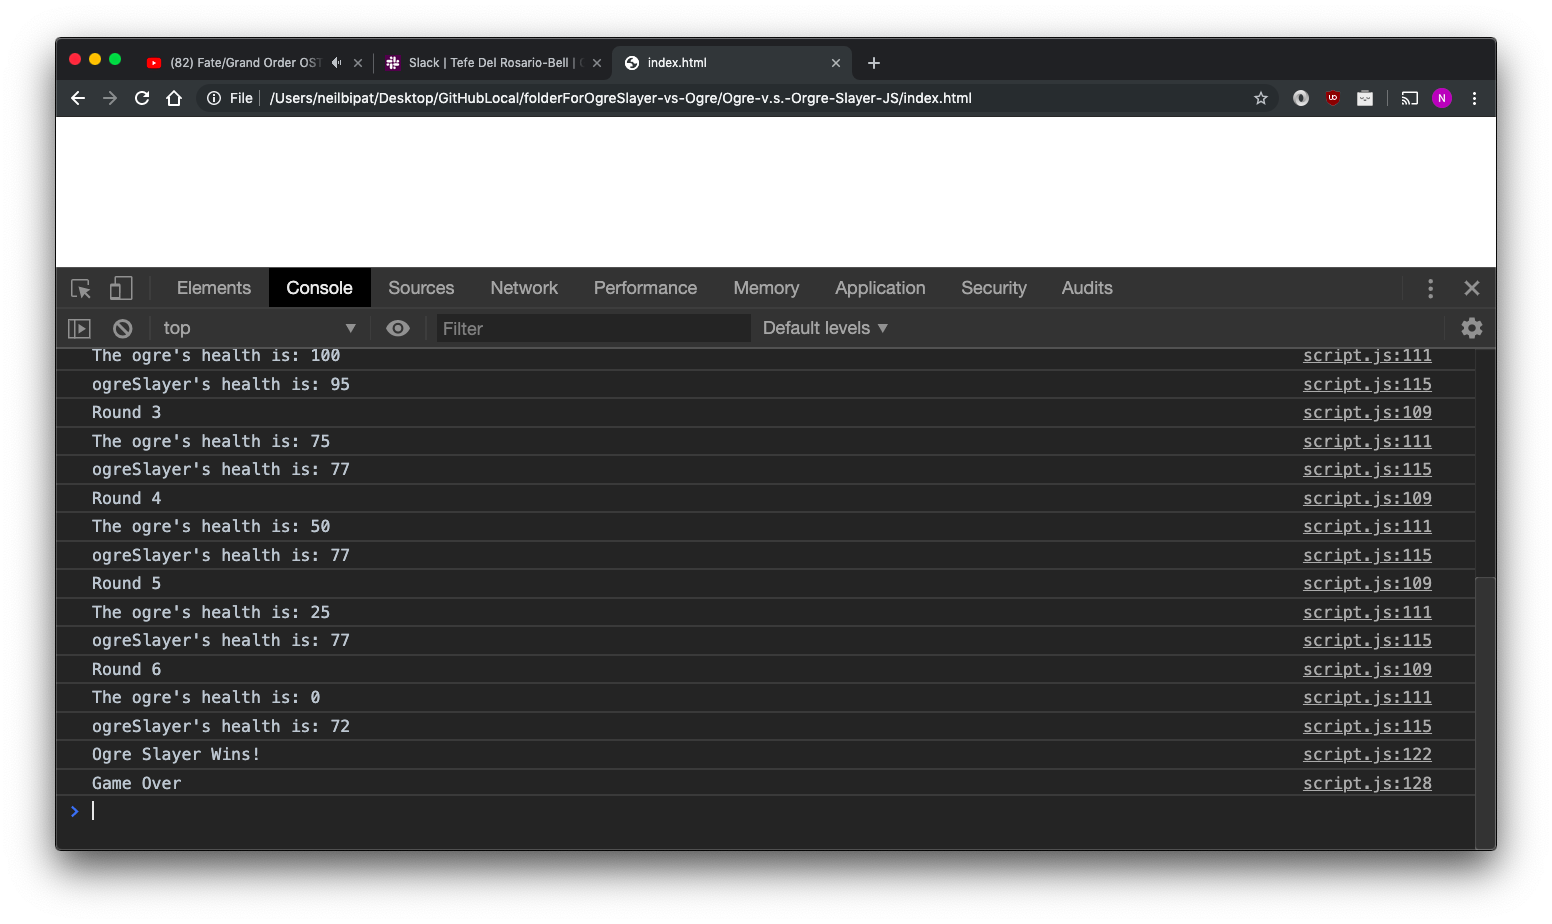 (82) Fate/Grand Order OST
Slack | Tefe Del Rosario-Bell |
index.html
File | /Users/neilbipat/Desktop/GitHubLocal/folderForOgreSlayer-vs-Ogre/Ogre-v.s.-Orgre-Slayer-JS/index.html
UD
N
Elements Console Sources Network Performance Memory Application Security Audits
top Filter Default levels
The ogre's health is: 100 script.js:111
ogreSlayer's health is: 95 script.js:115
Round 3 script.js:109
The ogre's health is: 75 script.js:111
ogreSlayer's health is: 77 script.js:115
Round 4 script.js:109
The ogre's health is: 50 script.js:111
ogreSlayer's health is: 77 script.js:115
Round 5 script.js:109
The ogre's health is: 25 script.js:111
ogreSlayer's health is: 77 script.js:115
Round 6 script.js:109
The ogre's health is: 0 script.js:111
ogreSlayer's health is: 72 script.js:115
Ogre Slayer Wins! script.js:122
Game Over script.js:128